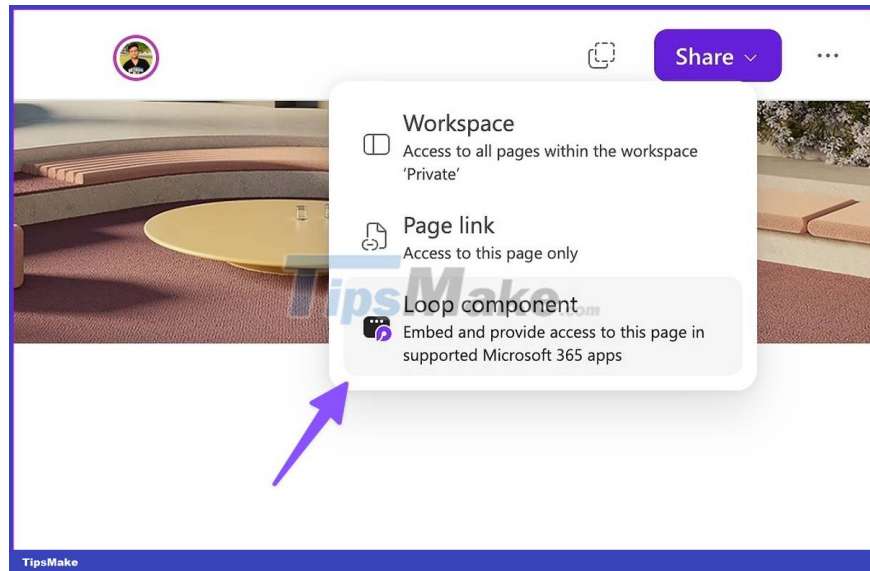 Share
Workspace
Access to all pages within the workspace
'Private'
Page link
Access to this page only
TipsMake.com
Loop component
Embed and provide access to this page in
supported Microsoft 365 apps
TipsMake